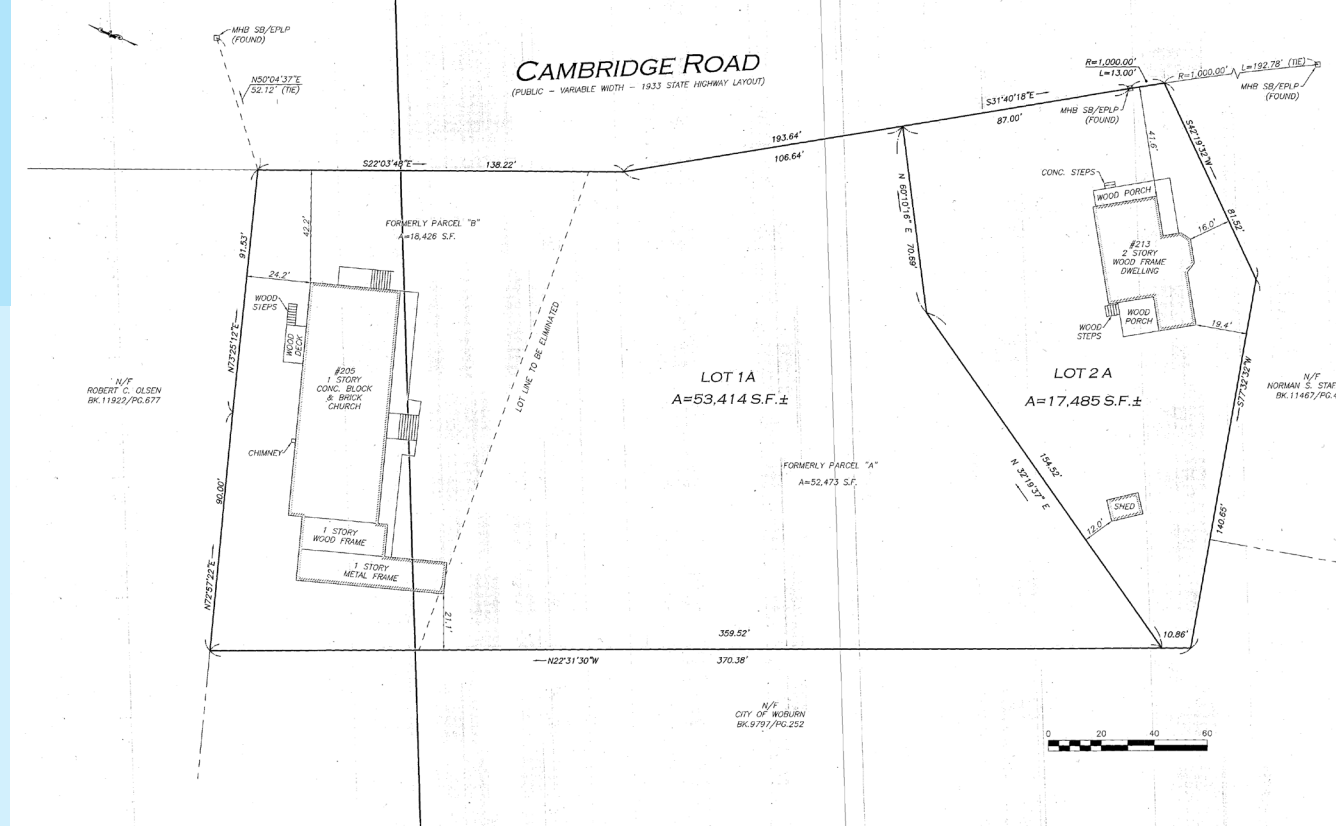 MHB SB/EPLP
(FOUND)
N50°04'37"E
52.12' (TIE)
CAMBRIDGE ROAD
(PUBLIC – VARIABLE WIDTH – 1933 STATE HIGHWAY LAYOUT)
R=1,000.00'
L=13.00'
R=1,000.00'
L=192.78' (TIE)
MHB SB/EPLP
(FOUND)
MHB SB/EPLP
(FOUND)
S31°40'18"E
87.00'
193.64'
106.64'
S22°03'48"E
138.22'
S42°19'32"W
81.52'
41.6'
CONC. STEPS
WOOD PORCH
16.0'
#213
2 STORY
WOOD FRAME
DWELLING
WOOD
PORCH
WOOD
STEPS
19.4'
N 60°10'16" E
70.69'
FORMERLY PARCEL "B"
A=18,426 S.F.
42.2'
91.53'
24.2'
WOOD
STEPS
WOOD
DECK
N73°25'12"E
#205
1 STORY
CONC. BLOCK
& BRICK
CHURCH
LOT LINE TO BE ELIMINATED
N/F
ROBERT C. OLSEN
BK.11922/PG.677
LOT 1A
A=53,414 S.F.±
LOT 2A
A=17,485 S.F.±
S77°32'32"W
N/F
NORMAN S. STAF
BK.11467/PG.4
CHIMNEY
90.00'
FORMERLY PARCEL "A"
A=52,473 S.F.
154.52'
N 32°19'37" E
SHED
12.0'
140.65'
1 STORY
WOOD FRAME
1 STORY
METAL FRAME
N72°57'22"E
21.1'
359.52'
10.86'
N22°31'30"W
370.38'
N/F
CITY OF WOBURN
BK.9797/PG.252
0 20 40 60